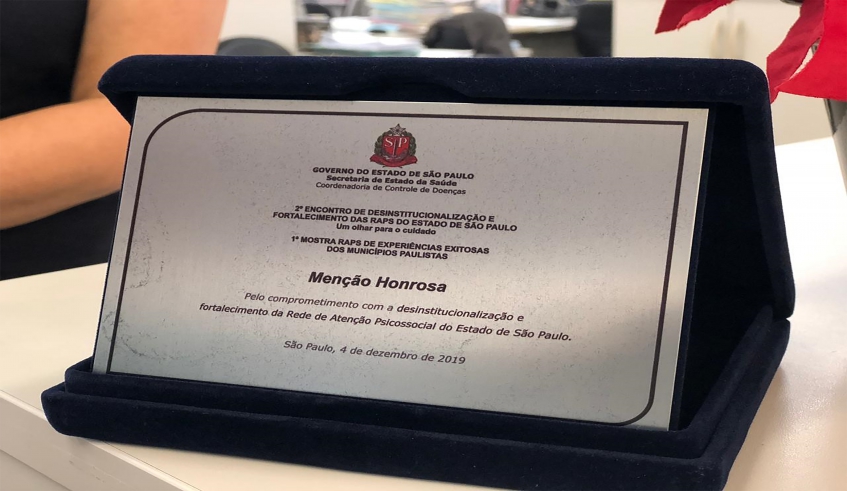 SP
GOVERNO DO ESTADO DE SÃO PAULO
Secretaria de Estado da Saúde
Coordenadoria de Controle de Doenças
2º ENCONTRO DE DESINSTITUCIONALIZAÇÃO E
FORTALECIMENTO DAS RAPS DO ESTADO DE SÃO PAULO
Um olhar para o cuidado
1ª MOSTRA RAPS DE EXPERIÊNCIAS EXITOSAS
DOS MUNICÍPIOS PAULISTAS
Menção Honrosa
Pelo comprometimento com a desinstitucionalização e
fortalecimento da Rede de Atenção Psicossocial do Estado de São Paulo.
São Paulo, 4 de dezembro de 2019